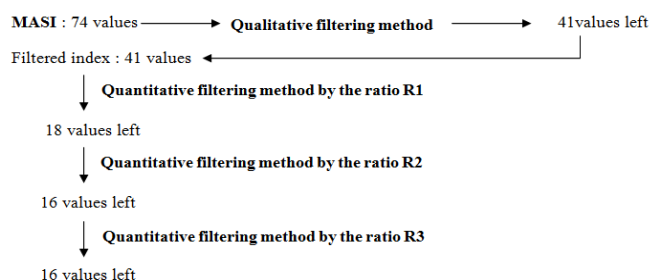 MASI : 74 values Qualitative filtering method 41values left
Filtered index : 41 values
Quantitative filtering method by the ratio R1
18 values left
Quantitative filtering method by the ratio R2
16 values left
Quantitative filtering method by the ratio R3
16 values left